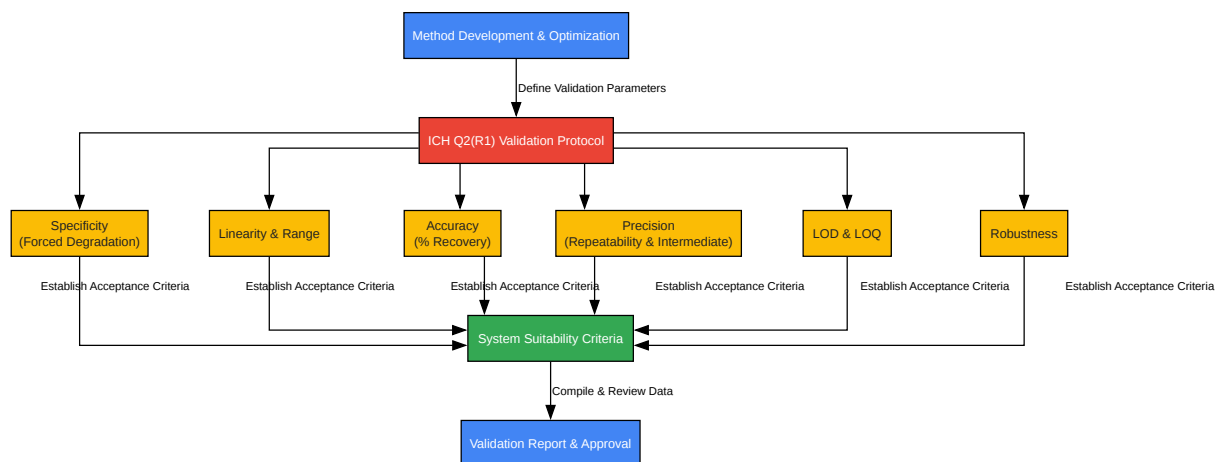 Method Development & Optimization
Define Validation Parameters
ICH Q2(R1) Validation Protocol
Specificity
(Forced Degradation)
Linearity & Range
Accuracy
(% Recovery)
Precision
(Repeatability & Intermediate)
LOD & LOQ
Robustness
Establish Acceptance Criteria
Establish Acceptance Criteria
Establish Acceptance Criteria
Establish Acceptance Criteria
Establish Acceptance Criteria
Establish Acceptance Criteria
System Suitability Criteria
Compile & Review Data
Validation Report & Approval